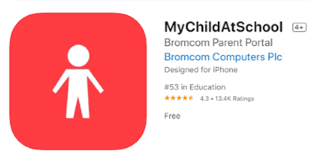 MyChildAtSchool 4+
Bromcom Parent Portal
Bromcom Computers Plc
Designed for iPhone
#53 in Education
4.3 • 13.4K Ratings
Free